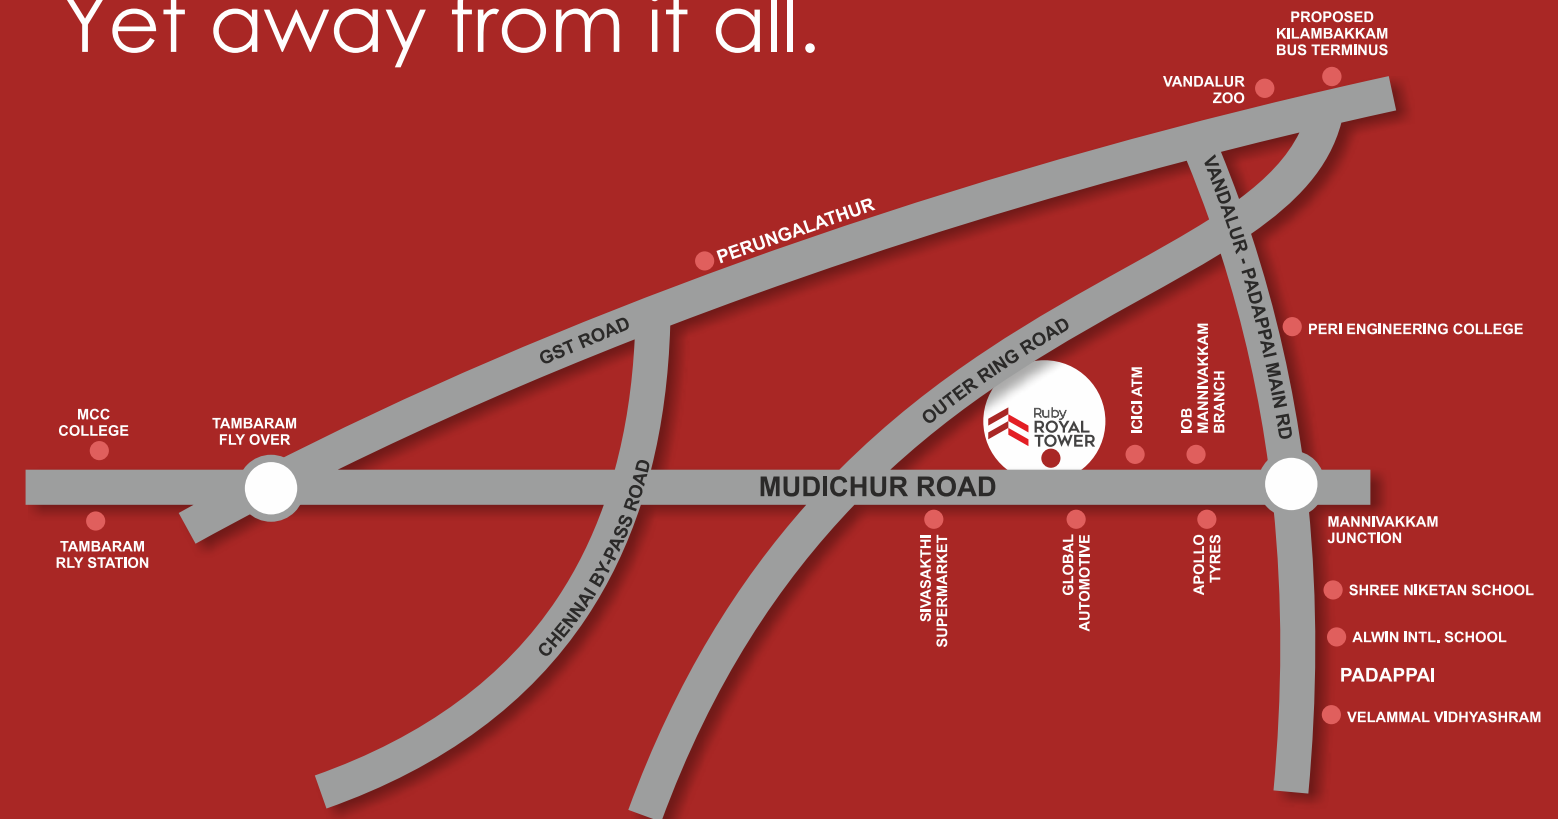 Yet away from it all.
PROPOSED
KILAMBAKKAM
BUS TERMINUS
VANDALUR
ZOO
PERUNGALATHUR
GST ROAD
VANDALUR - PADAPPAI MAIN RD
OUTER RING ROAD
PERI ENGINEERING COLLEGE
MCC
COLLEGE
TAMBARAM
FLY OVER
Ruby
ROYAL
TOWER
ICICI ATM
IOB
MANNIVAKKAM
BRANCH
MUDICHUR ROAD
CHENNAI BY-PASS ROAD
TAMBARAM
RLY STATION
SIVASAKTHI
SUPERMARKET
GLOBAL
AUTOMOTIVE
APOLLO
TYRES
MANNIVAKKAM
JUNCTION
SHREE NIKETAN SCHOOL
ALWIN INTL. SCHOOL
PADAPPAI
VELAMMAL VIDHYASHRAM